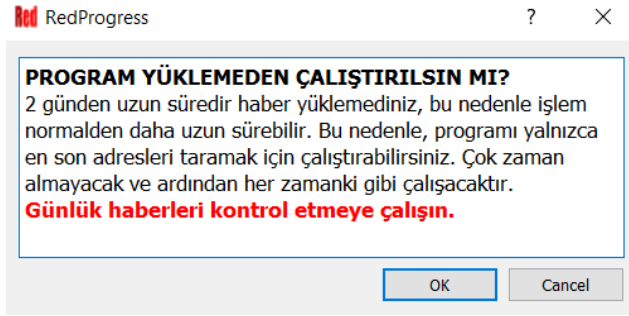 Red RedProgress ?
PROGRAM YÜKLEMEDEN ÇALIŞTIRILSIN MI?
2 günden uzun süredir haber yüklemediniz, bu nedenle işlem
normalden daha uzun sürebilir. Bu nedenle, programı yalnızca
en son adresleri taramak için çalıştırabilirsiniz. Çok zaman
almayacak ve ardından her zamanki gibi çalışacaktır.
Günlük haberleri kontrol etmeye çalışın.
OK Cancel